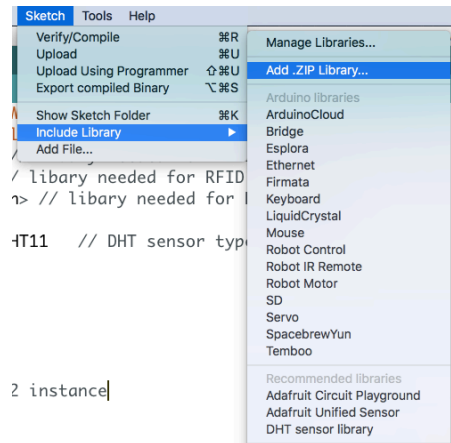 Sketch Tools Help
Verify/Compile ⌘R
Upload ⌘U
Upload Using Programmer ⇧⌘U
Export compiled Binary ⌥⌘S
Show Sketch Folder ⌘K
Include Library ▶
Add File...
Manage Libraries...
Add .ZIP Library...
Arduino libraries
ArduinoCloud
Bridge
Esplora
Ethernet
Firmata
Keyboard
LiquidCrystal
Mouse
Robot Control
Robot IR Remote
Robot Motor
SD
Servo
SpacebrewYun
Temboo
Recommended libraries
Adafruit Circuit Playground
Adafruit Unified Sensor
DHT sensor library
/ libary needed for RFID
> // libary needed for
HT11 // DHT sensor type
2 instance